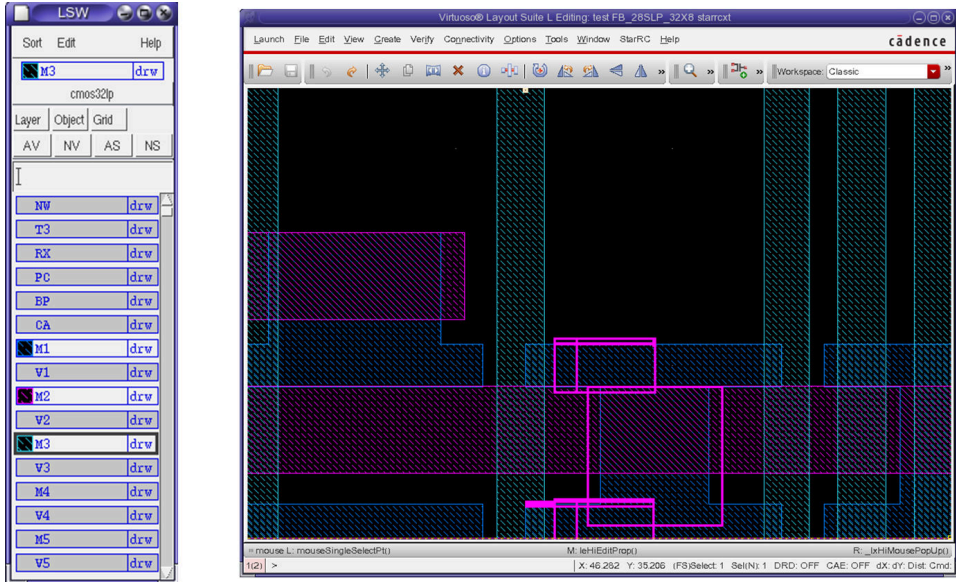 LSW
Sort Edit Help
M3 drw
cmos32lp
Layer Object Grid
AV NV AS NS
NW drw
T3 drw
RX drw
PC drw
BP drw
CA drw
M1 drw
V1 drw
M2 drw
V2 drw
M3 drw
V3 drw
M4 drw
V4 drw
M5 drw
V5 drw
Virtuoso® Layout Suite L Editing: test FB_28SLP_32X8 starrcxt
Launch File Edit View Create Verify Connectivity Options Tools Window StarRC Help
cādence
» » » Workspace: Classic »
mouse L: mouseSingleSelectPt() M: leHiEditProp() R: _lxHiMousePopUp()
1(2) > X: 46.282 Y: 35.206 (FS)Select: 1 Sel(N): 1 DRD: OFF CAE: OFF dX: dY: Dist: Cmd: